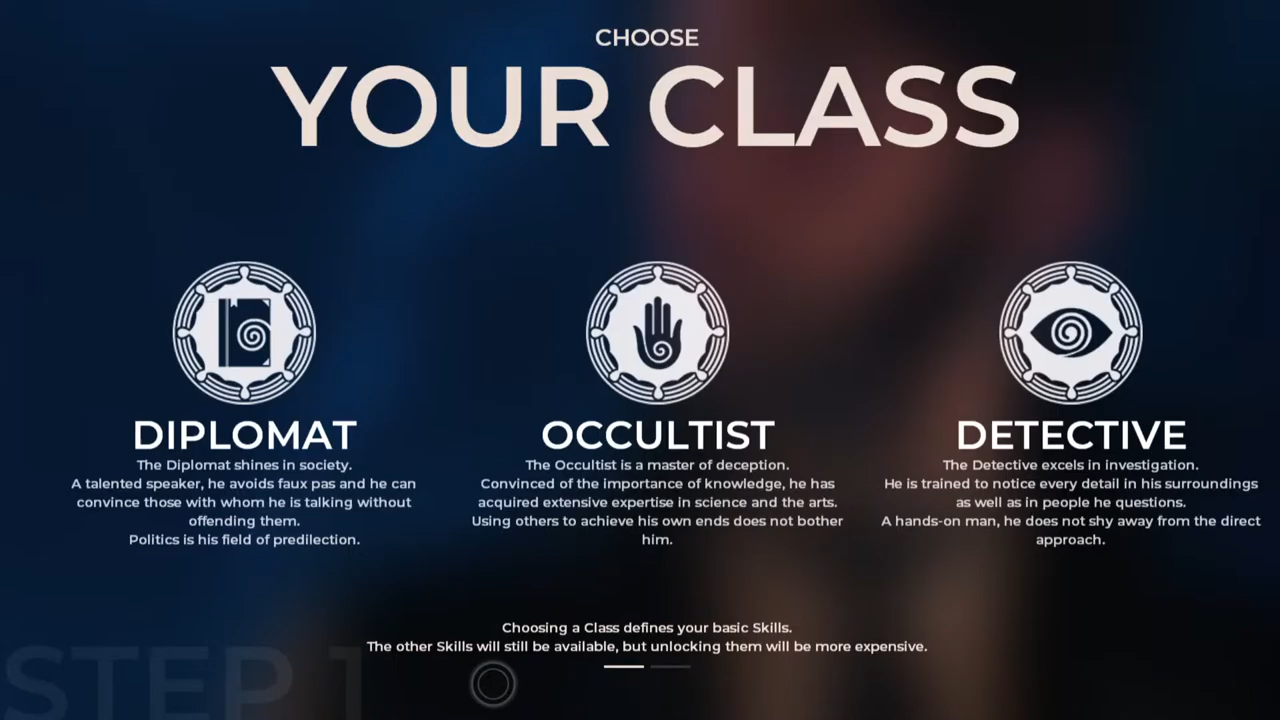 CHOOSE
YOUR CLASS
DIPLOMAT
The Diplomat shines in society.
A talented speaker, he avoids faux pas and he can
convince those with whom he is talking without
offending them.
Politics is his field of predilection.
OCCULTIST
The Occultist is a master of deception.
Convinced of the importance of knowledge, he has
acquired extensive expertise in science and the arts.
Using others to achieve his own ends does not bother
him.
DETECTIVE
The Detective excels in investigation.
He is trained to notice every detail in his surroundings
as well as in people he questions.
A hands-on man, he does not shy away from the direct
approach.
Choosing a Class defines your basic Skills.
The other Skills will still be available, but unlocking them will be more expensive.
STEP 1